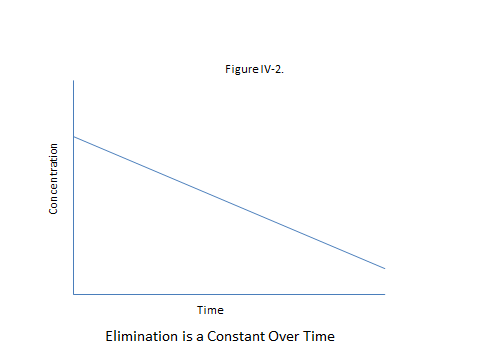 Figure IV-2.
Concentration
Time
Elimination is a Constant Over Time